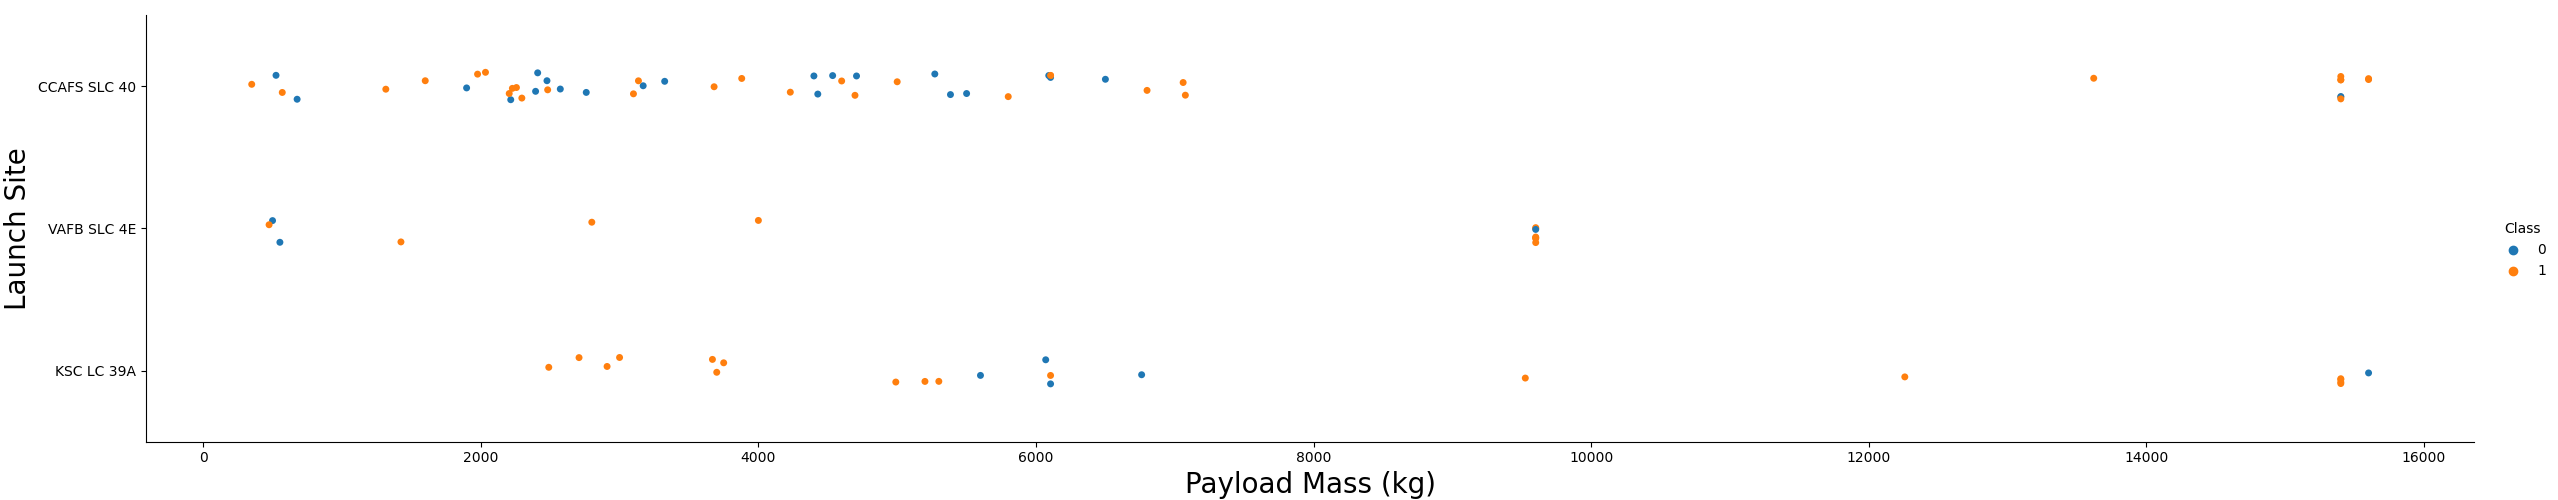 CCAFS SLC 40
VAFB SLC 4E
KSC LC 39A
Launch Site
0 2000 4000 6000 8000 10000 12000 14000 16000
Payload Mass (kg)
Class
0
1